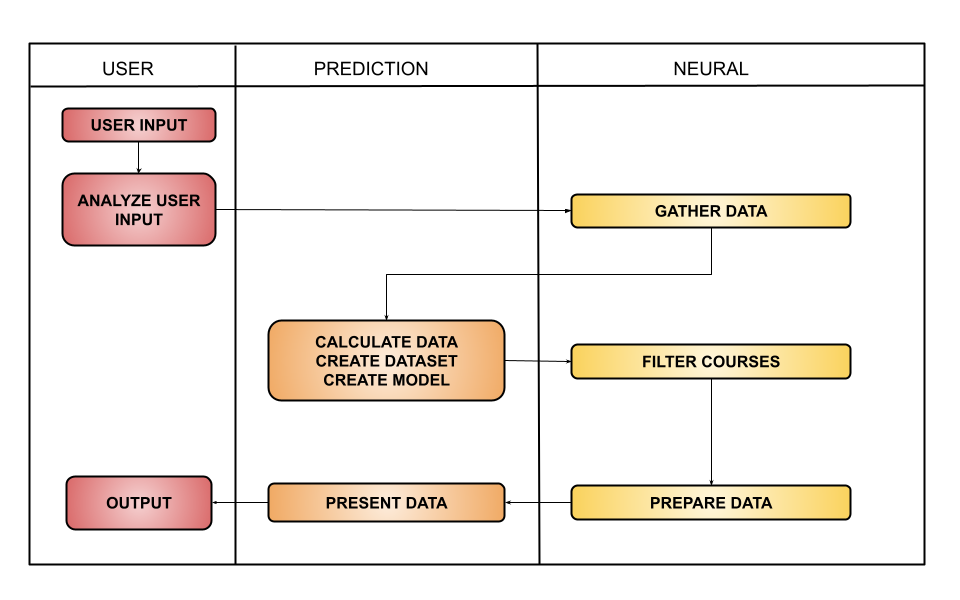 USER
PREDICTION
NEURAL
USER INPUT
ANALYZE USER
INPUT
GATHER DATA
CALCULATE DATA
CREATE DATASET
CREATE MODEL
FILTER COURSES
OUTPUT
PRESENT DATA
PREPARE DATA